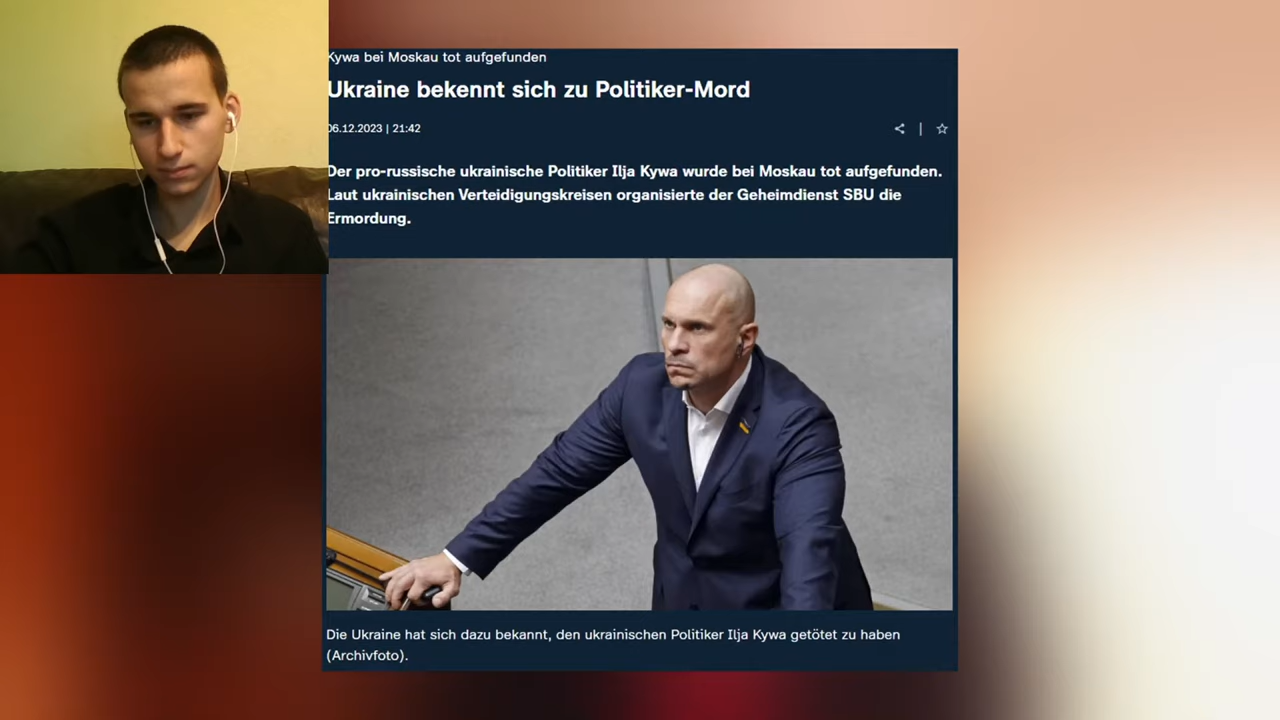 Kywa bei Moskau tot aufgefunden
Ukraine bekennt sich zu Politiker-Mord
06.12.2023 | 21:42
Der pro-russische ukrainische Politiker Ilja Kywa wurde bei Moskau tot aufgefunden.
Laut ukrainischen Verteidigungskreisen organisierte der Geheimdienst SBU die
Ermordung.
Die Ukraine hat sich dazu bekannt, den ukrainischen Politiker Ilja Kywa getötet zu haben
(Archivfoto).